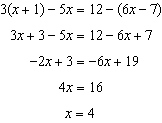 3(x + 1) − 5x = 12 − (6x − 7)
3x + 3 − 5x = 12 − 6x + 7
−2x + 3 = −6x + 19
4x = 16
x = 4